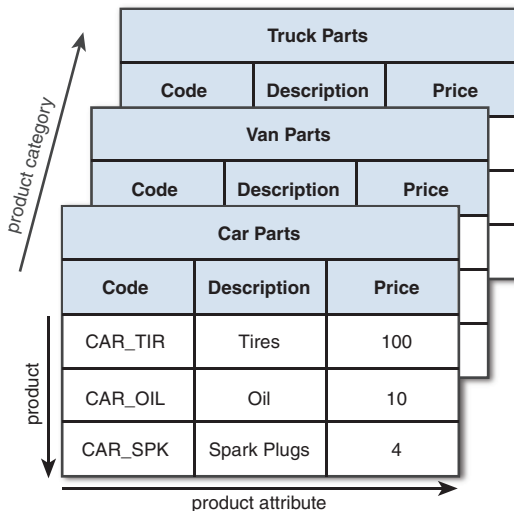 Truck Parts
Code Description Price
Van Parts
Code Description Price
Car Parts
Code Description Price
CAR_TIR Tires 100
CAR_OIL Oil 10
CAR_SPK Spark Plugs 4
product category
product
product attribute